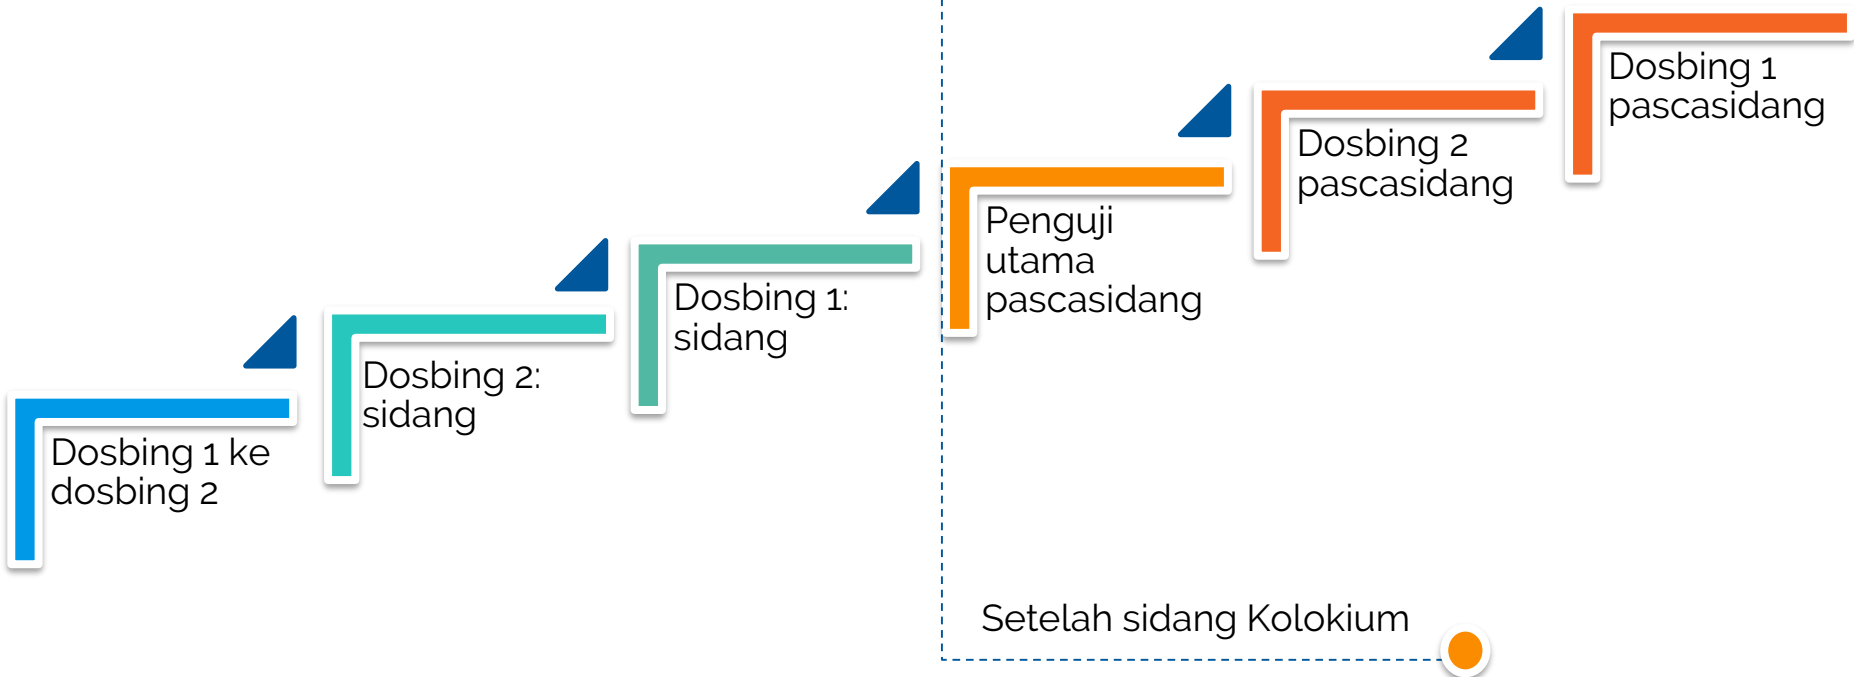 Dosbing 1 ke
dosbing 2
Dosbing 2:
sidang
Dosbing 1:
sidang
Penguji
utama
pascasidang
Dosbing 2
pascasidang
Dosbing 1
pascasidang
Setelah sidang Kolokium